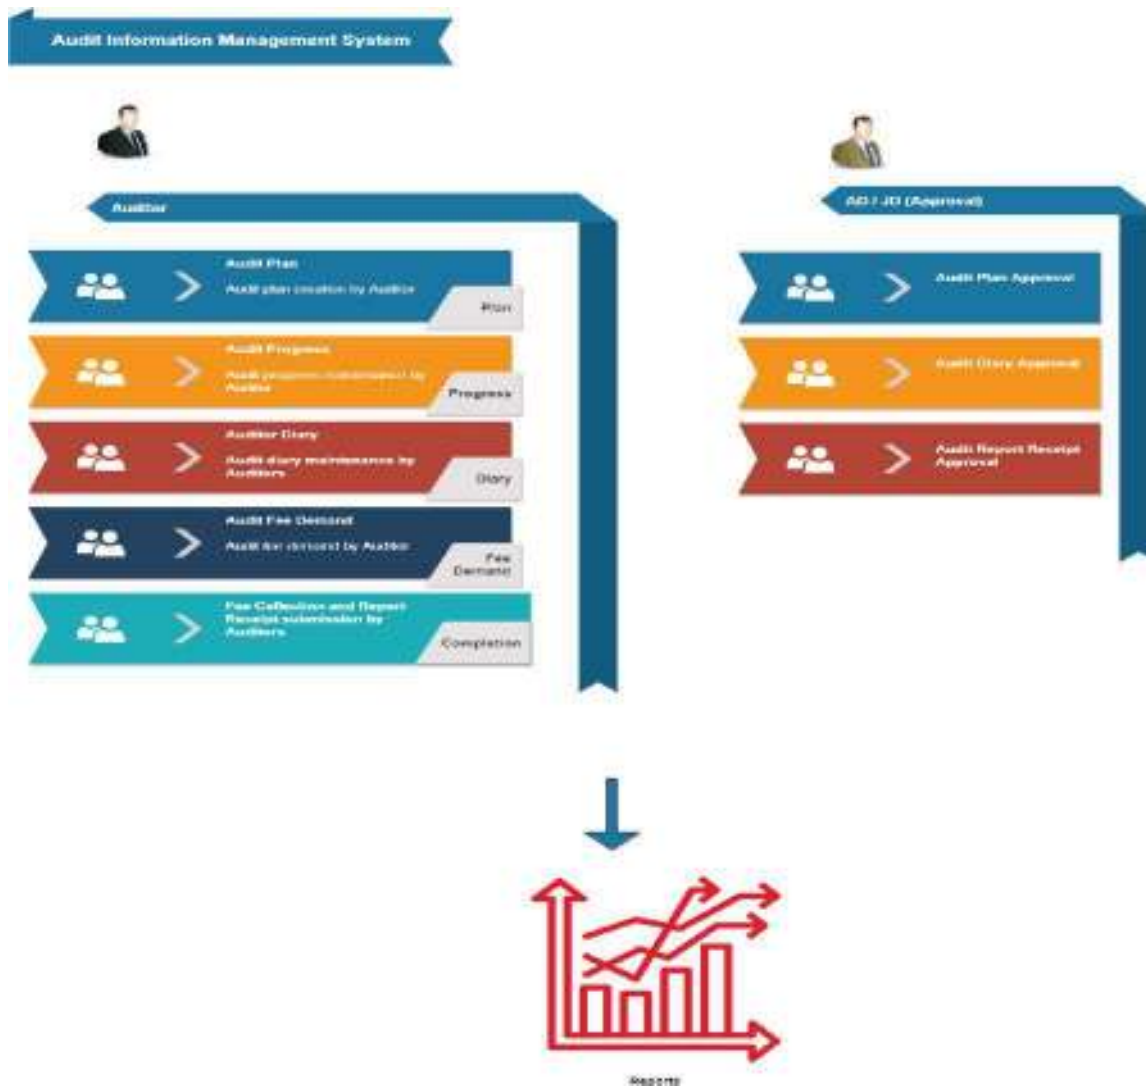 Audit Information Management System
Auditor
Audit Plan
Audit plan creation by Auditor
Plan
Audit Progress
Audit progress maintenance by
Auditor
Progress
Auditor Diary
Audit diary maintenance by
Auditors
Diary
Audit Fee Demand
Audit fee demand by Auditor
Fee
Demand
Fee Collection and Report
Receipt submission by
Auditors
Completion
AD / JD (Approval)
Audit Plan Approval
Audit Diary Approval
Audit Report Receipt
Approval
Reports